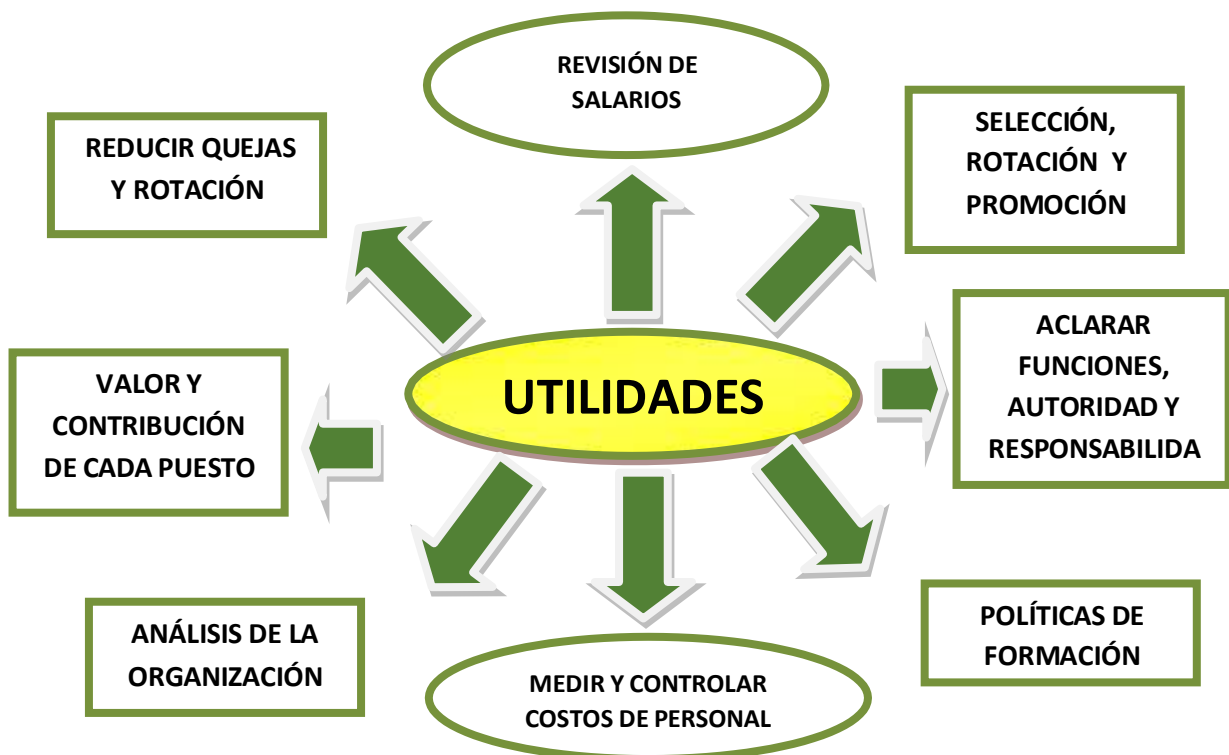 REVISIÓN DE
SALARIOS
SELECCIÓN,
ROTACIÓN Y
PROMOCIÓN
REDUCIR QUEJAS
Y ROTACIÓN
ACLARAR
FUNCIONES,
AUTORIDAD Y
RESPONSABILIDA
UTILIDADES
VALOR Y
CONTRIBUCIÓN
DE CADA PUESTO
POLÍTICAS DE
FORMACIÓN
ANÁLISIS DE LA
ORGANIZACIÓN
MEDIR Y CONTROLAR
COSTOS DE PERSONAL